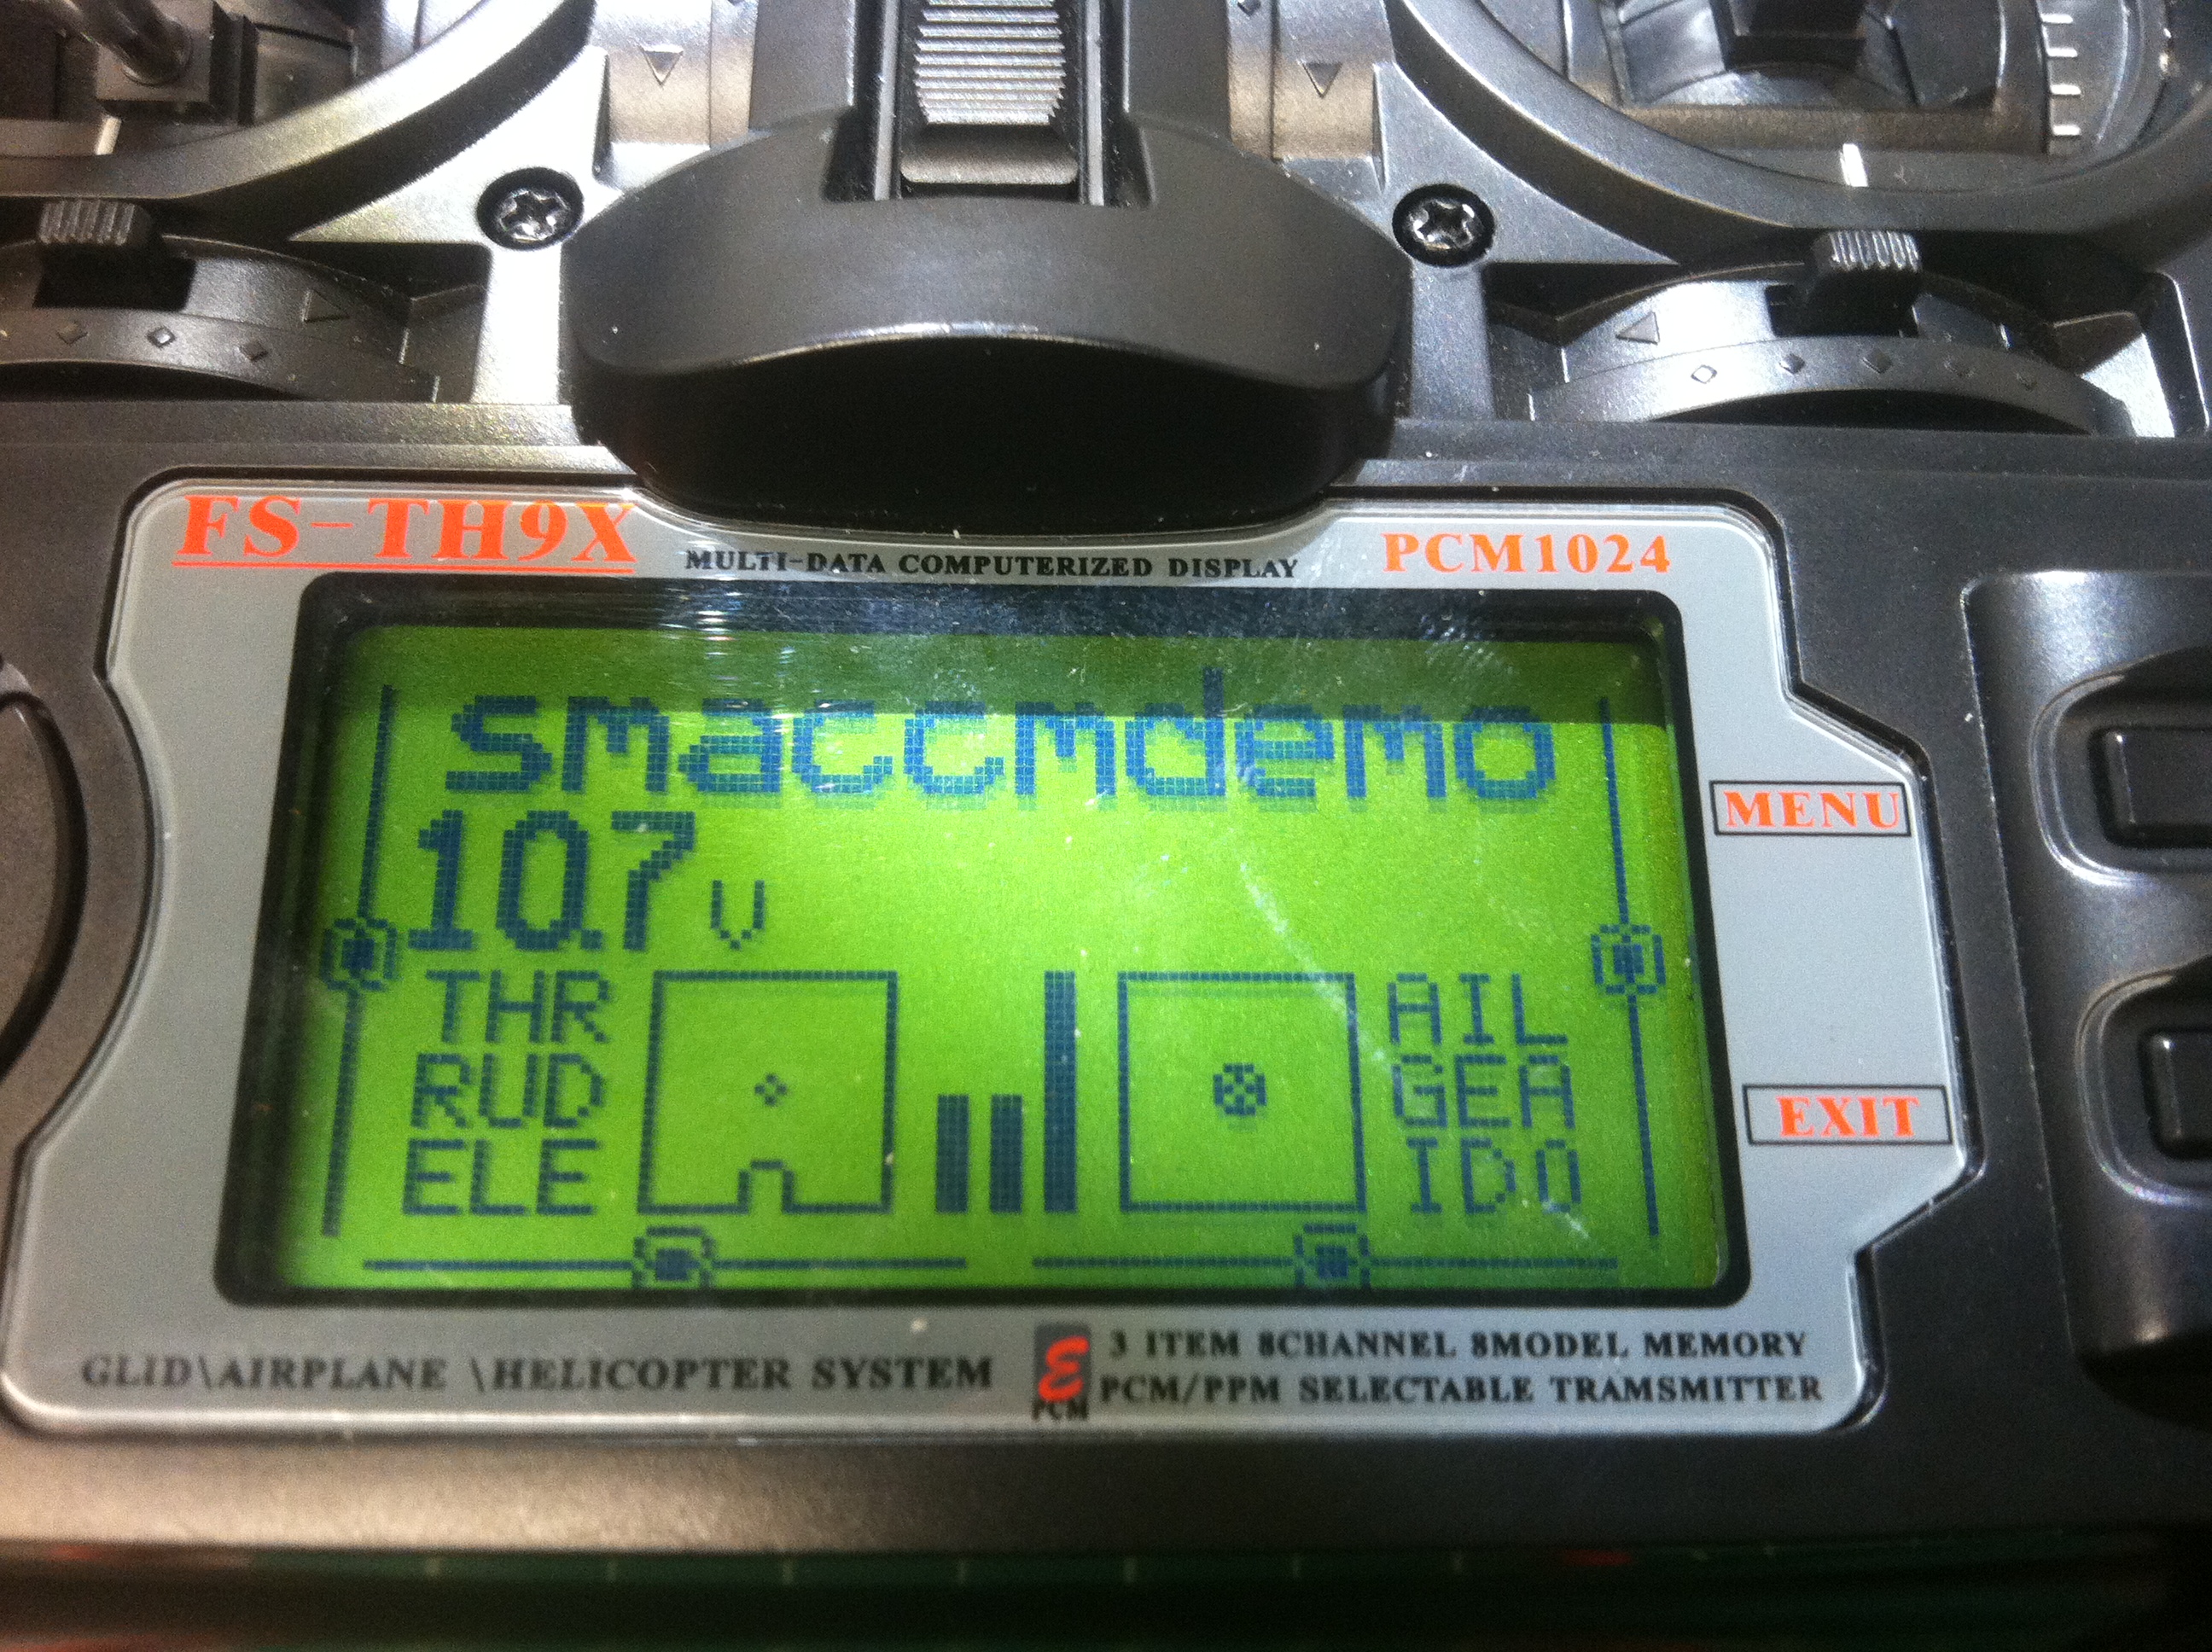 FS-TH9X
MULTI-DATA COMPUTERIZED DISPLAY
PCM1024
smaccmdemo
10.7 v
THR
RUD
ELE
AIL
GEA
ID0
MENU
EXIT
GLID\AIRPLANE \HELICOPTER SYSTEM
ε PCM
3 ITEM 8CHANNEL 8MODEL MEMORY
PCM/PPM SELECTABLE TRAMSMITTER